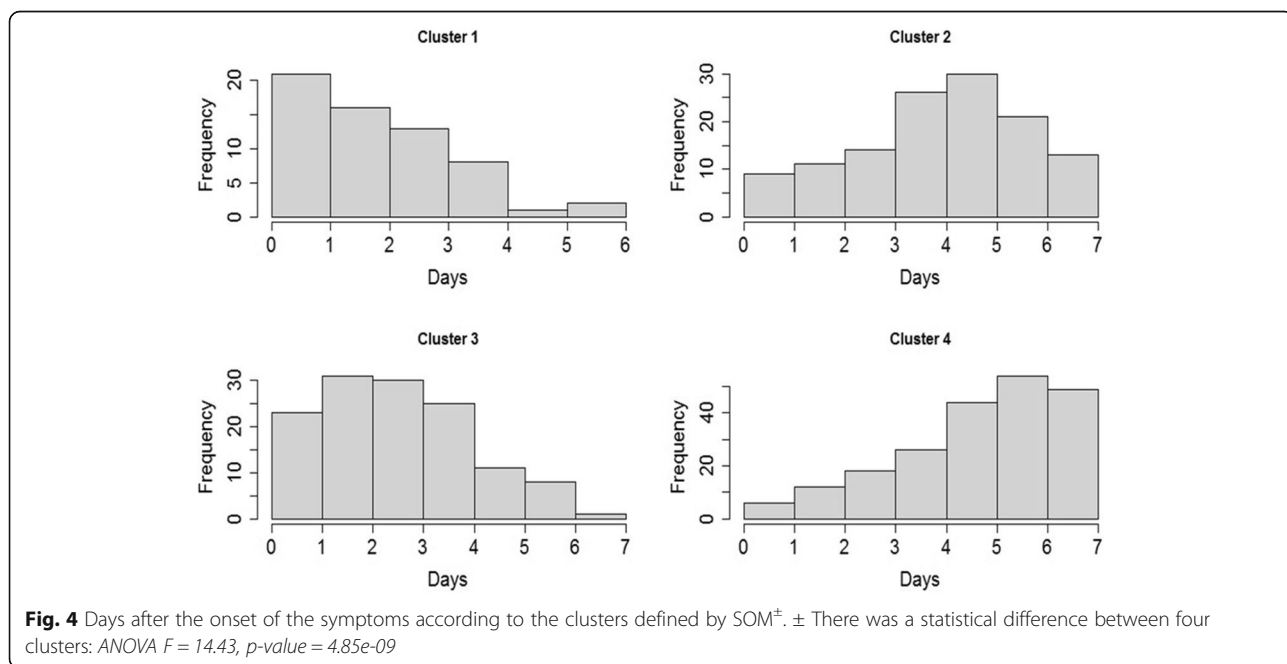 Cluster 1
Frequency
0 5 10 20
0 1 2 3 4 5 6
Days
Cluster 2
Frequency
0 10 20 30
0 1 2 3 4 5 6 7
Days
Cluster 3
Frequency
0 10 20 30
0 1 2 3 4 5 6 7
Days
Cluster 4
Frequency
0 20 40
0 1 2 3 4 5 6 7
Days
Fig. 4 Days after the onset of the symptoms according to the clusters defined by SOM±. ± There was a statistical difference between four
clusters: ANOVA F = 14.43, p-value = 4.85e-09